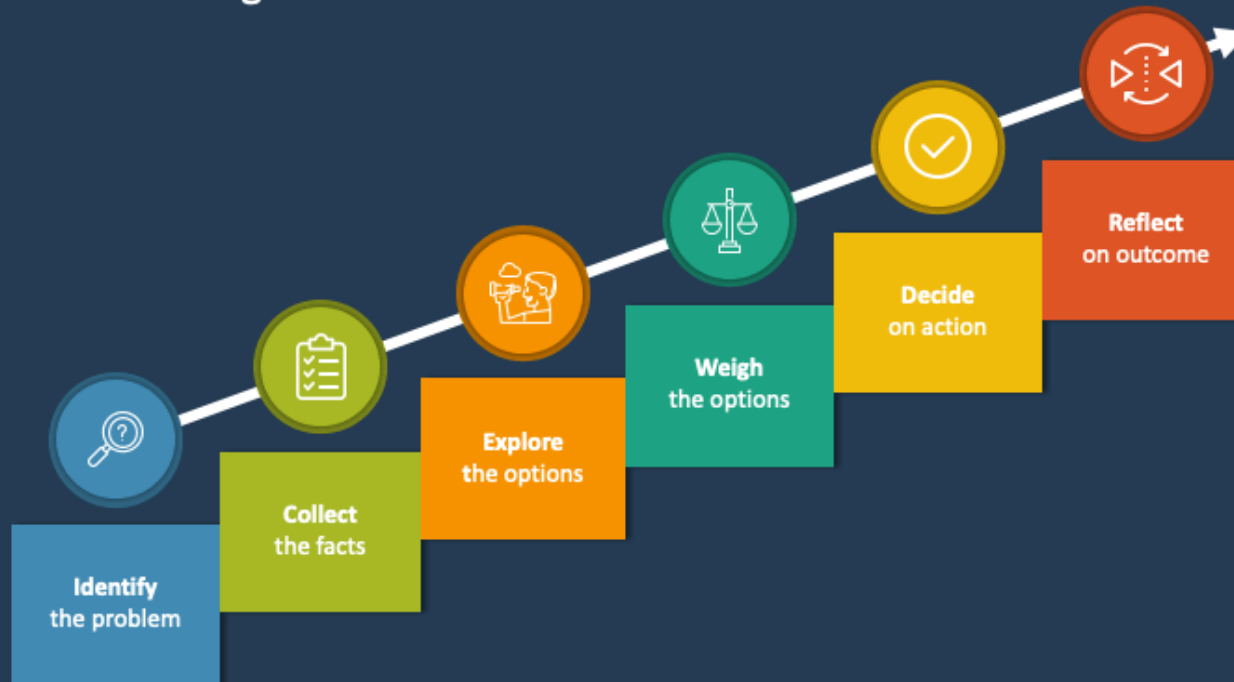 Identify
the problem
Collect
the facts
Explore
the options
Weigh
the options
Decide
on action
Reflect
on outcome
?